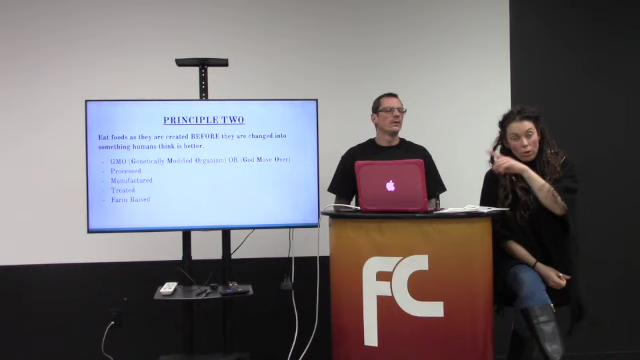 PRINCIPLE TWO
Eat foods as they are created BEFORE they are changed into
something humans think is better.
- GMO (Genetically Modified Organism) OR (God Move Over)
- Processed
- Manufactured
- Treated
- Farm Raised
FC